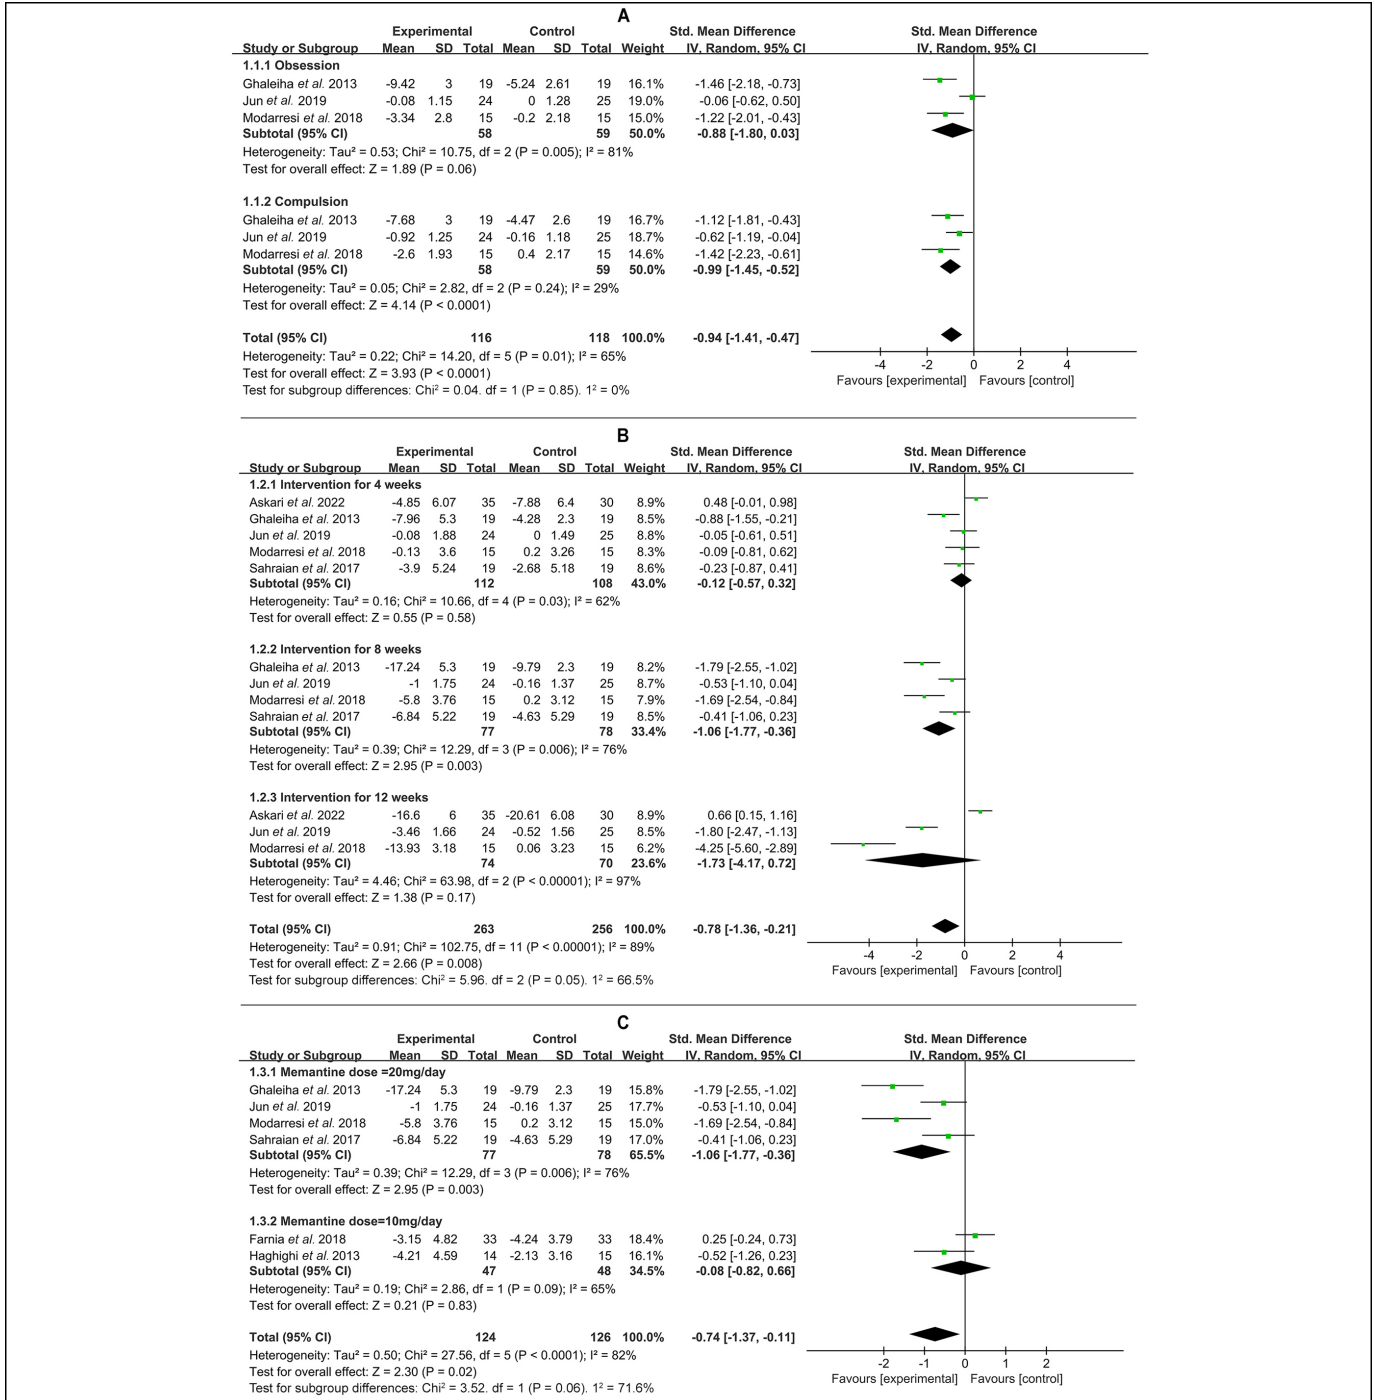 A
Experimental Control Std. Mean Difference Std. Mean Difference
Study or Subgroup Mean SD Total Mean SD Total Weight IV, Random, 95% CI IV, Random, 95% CI
1.1.1 Obsession
Ghaleiha et al. 2013 -9.42 3 19 -5.24 2.61 19 16.1% -1.46 [-2.18, -0.73]
Jun et al. 2019 -0.08 1.15 24 0 1.28 25 19.0% -0.06 [-0.62, 0.50]
Modarresi et al. 2018 -3.34 2.8 15 -0.2 2.18 15 15.0% -1.22 [-2.01, -0.43]
Subtotal (95% CI) 58 59 50.0% -0.88 [-1.80, 0.03]
Heterogeneity: Tau² = 0.53; Chi² = 10.75, df = 2 (P = 0.005); I² = 81%
Test for overall effect: Z = 1.89 (P = 0.06)
1.1.2 Compulsion
Ghaleiha et al. 2013 -7.68 3 19 -4.47 2.6 19 16.7% -1.12 [-1.81, -0.43]
Jun et al. 2019 -0.92 1.25 24 -0.16 1.18 25 18.7% -0.62 [-1.19, -0.04]
Modarresi et al. 2018 -2.6 1.93 15 0.4 2.17 15 14.6% -1.42 [-2.23, -0.61]
Subtotal (95% CI) 58 59 50.0% -0.99 [-1.45, -0.52]
Heterogeneity: Tau² = 0.05; Chi² = 2.82, df = 2 (P = 0.24); I² = 29%
Test for overall effect: Z = 4.14 (P < 0.0001)
Total (95% CI) 116 118 100.0% -0.94 [-1.41, -0.47]
Heterogeneity: Tau² = 0.22; Chi² = 14.20, df = 5 (P = 0.01); I² = 65%
Test for overall effect: Z = 3.93 (P < 0.0001)
Test for subgroup differences: Chi² = 0.04. df = 1 (P = 0.85). 1² = 0%
-4 -2 0 2 4
Favours [experimental] Favours [control]
B
Experimental Control Std. Mean Difference Std. Mean Difference
Study or Subgroup Mean SD Total Mean SD Total Weight IV, Random, 95% CI IV, Random, 95% CI
1.2.1 Intervention for 4 weeks
Askari et al. 2022 -4.85 6.07 35 -7.88 6.4 30 8.9% 0.48 [-0.01, 0.98]
Ghaleiha et al. 2013 -7.96 5.3 19 -4.28 2.3 19 8.5% -0.88 [-1.55, -0.21]
Jun et al. 2019 -0.08 1.88 24 0 1.49 25 8.8% -0.05 [-0.61, 0.51]
Modarresi et al. 2018 -0.13 3.6 15 0.2 3.26 15 8.3% -0.09 [-0.81, 0.62]
Sahraian et al. 2017 -3.9 5.24 19 -2.68 5.18 19 8.6% -0.23 [-0.87, 0.41]
Subtotal (95% CI) 112 108 43.0% -0.12 [-0.57, 0.32]
Heterogeneity: Tau² = 0.16; Chi² = 10.66, df = 4 (P = 0.03); I² = 62%
Test for overall effect: Z = 0.55 (P = 0.58)
1.2.2 Intervention for 8 weeks
Ghaleiha et al. 2013 -17.24 5.3 19 -9.79 2.3 19 8.2% -1.79 [-2.55, -1.02]
Jun et al. 2019 -1 1.75 24 -0.16 1.37 25 8.7% -0.53 [-1.10, 0.04]
Modarresi et al. 2018 -5.8 3.76 15 0.2 3.12 15 7.9% -1.69 [-2.54, -0.84]
Sahraian et al. 2017 -6.84 5.22 19 -4.63 5.29 19 8.5% -0.41 [-1.06, 0.23]
Subtotal (95% CI) 77 78 33.4% -1.06 [-1.77, -0.36]
Heterogeneity: Tau² = 0.39; Chi² = 12.29, df = 3 (P = 0.006); I² = 76%
Test for overall effect: Z = 2.95 (P = 0.003)
1.2.3 Intervention for 12 weeks
Askari et al. 2022 -16.6 6 35 -20.61 6.08 30 8.9% 0.66 [0.15, 1.16]
Jun et al. 2019 -3.46 1.66 24 -0.52 1.56 25 8.5% -1.80 [-2.47, -1.13]
Modarresi et al. 2018 -13.93 3.18 15 0.06 3.23 15 6.2% -4.25 [-5.60, -2.89]
Subtotal (95% CI) 74 70 23.6% -1.73 [-4.17, 0.72]
Heterogeneity: Tau² = 4.46; Chi² = 63.98, df = 2 (P < 0.00001); I² = 97%
Test for overall effect: Z = 1.38 (P = 0.17)
Total (95% CI) 263 256 100.0% -0.78 [-1.36, -0.21]
Heterogeneity: Tau² = 0.91; Chi² = 102.75, df = 11 (P < 0.00001); I² = 89%
Test for overall effect: Z = 2.66 (P = 0.008)
Test for subgroup differences: Chi² = 5.96. df = 2 (P = 0.05). 1² = 66.5%
-4 -2 0 2 4
Favours [experimental] Favours [control]
C
Experimental Control Std. Mean Difference Std. Mean Difference
Study or Subgroup Mean SD Total Mean SD Total Weight IV, Random, 95% CI IV, Random, 95% CI
1.3.1 Memantine dose =20mg/day
Ghaleiha et al. 2013 -17.24 5.3 19 -9.79 2.3 19 15.8% -1.79 [-2.55, -1.02]
Jun et al. 2019 -1 1.75 24 -0.16 1.37 25 17.7% -0.53 [-1.10, 0.04]
Modarresi et al. 2018 -5.8 3.76 15 0.2 3.12 15 15.0% -1.69 [-2.54, -0.84]
Sahraian et al. 2017 -6.84 5.22 19 -4.63 5.29 19 17.0% -0.41 [-1.06, 0.23]
Subtotal (95% CI) 77 78 65.5% -1.06 [-1.77, -0.36]
Heterogeneity: Tau² = 0.39; Chi² = 12.29, df = 3 (P = 0.006); I² = 76%
Test for overall effect: Z = 2.95 (P = 0.003)
1.3.2 Memantine dose=10mg/day
Farnia et al. 2018 -3.15 4.82 33 -4.24 3.79 33 18.4% 0.25 [-0.24, 0.73]
Haghighi et al. 2013 -4.21 4.59 14 -2.13 3.16 15 16.1% -0.52 [-1.26, 0.23]
Subtotal (95% CI) 47 48 34.5% -0.08 [-0.82, 0.66]
Heterogeneity: Tau² = 0.19; Chi² = 2.86, df = 1 (P = 0.09); I² = 65%
Test for overall effect: Z = 0.21 (P = 0.83)
Total (95% CI) 124 126 100.0% -0.74 [-1.37, -0.11]
Heterogeneity: Tau² = 0.50; Chi² = 27.56, df = 5 (P < 0.0001); I² = 82%
Test for overall effect: Z = 2.30 (P = 0.02)
Test for subgroup differences: Chi² = 3.52. df = 1 (P = 0.06). 1² = 71.6%
-2 -1 0 1 2
Favours [experimental] Favours [control]